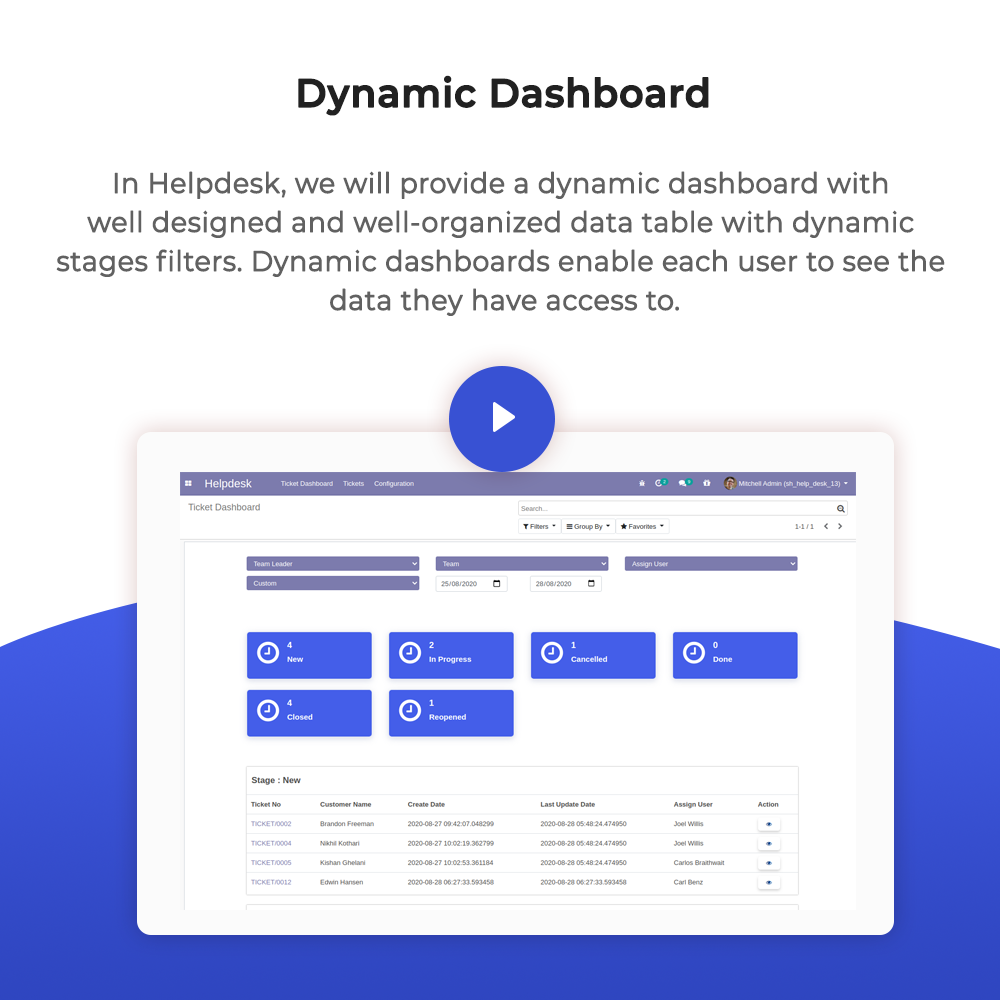 Dynamic Dashboard
In Helpdesk, we will provide a dynamic dashboard with
well designed and well-organized data table with dynamic
stages filters. Dynamic dashboards enable each user to see the
data they have access to.
Helpdesk Ticket Dashboard Tickets Configuration Mitchell Admin (sh_help_desk_13)
Ticket Dashboard Search...
Filters Group By Favorites 1-1 / 1
Team Leader Team Assign User
Custom 25/08/2020 28/08/2020
4 2 1 0
New In Progress Cancelled Done
4 1
Closed Reopened
Stage : New
Ticket No Customer Name Create Date Last Update Date Assign User Action
TICKET/0002 Brandon Freeman 2020-08-27 09:42:07.048299 2020-08-28 05:48:24.474950 Joel Willis
TICKET/0004 Nikhil Kothari 2020-08-27 10:02:19.362799 2020-08-28 05:48:24.474950 Joel Willis
TICKET/0005 Kishan Ghelani 2020-08-27 10:02:53.361184 2020-08-28 05:48:24.474950 Carlos Braithwait
TICKET/0012 Edwin Hansen 2020-08-28 06:27:33.593458 2020-08-28 06:27:33.593458 Carl Benz